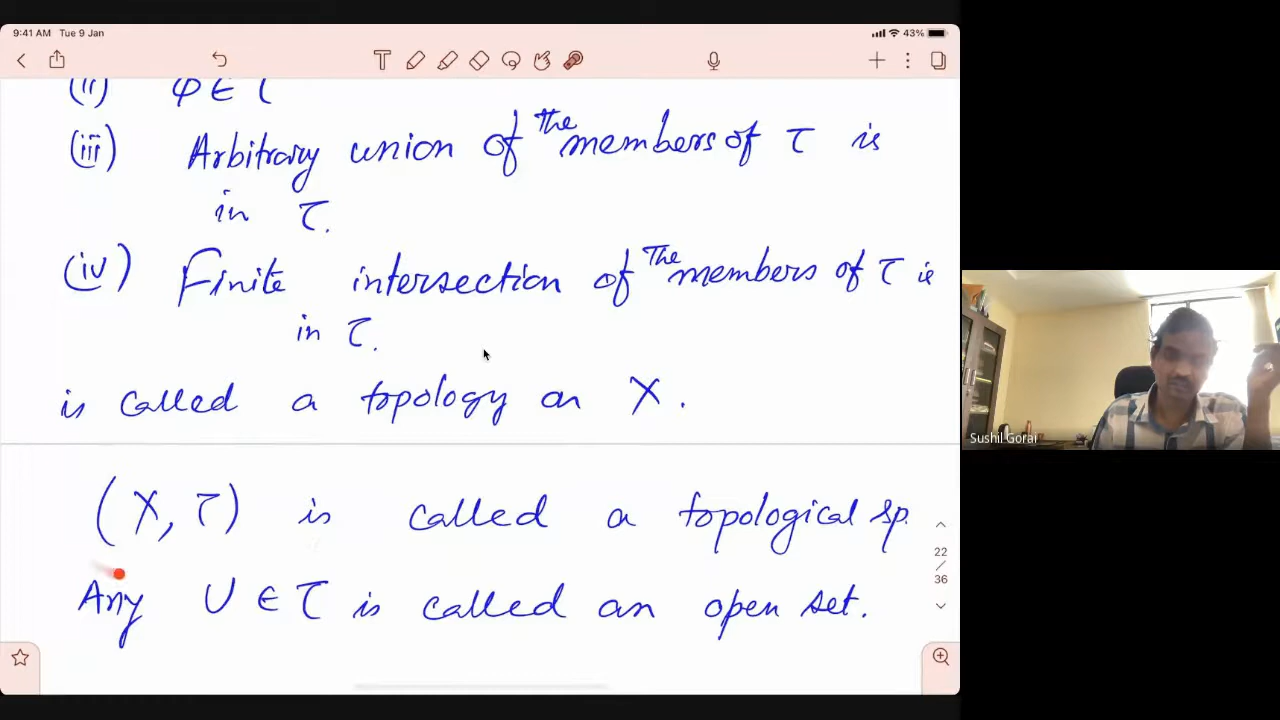 9:41 AM Tue 9 Jan
43%
(ii) φ ∈ τ
(iii) Arbitrary union of the members of τ is
in τ.
(iv) Finite intersection of The members of τ is
in τ.
is called a topology on X.
(X, τ) is called a topological sp.
Any U ∈ τ is called an open set.
22
/
36
Sushil Gorai